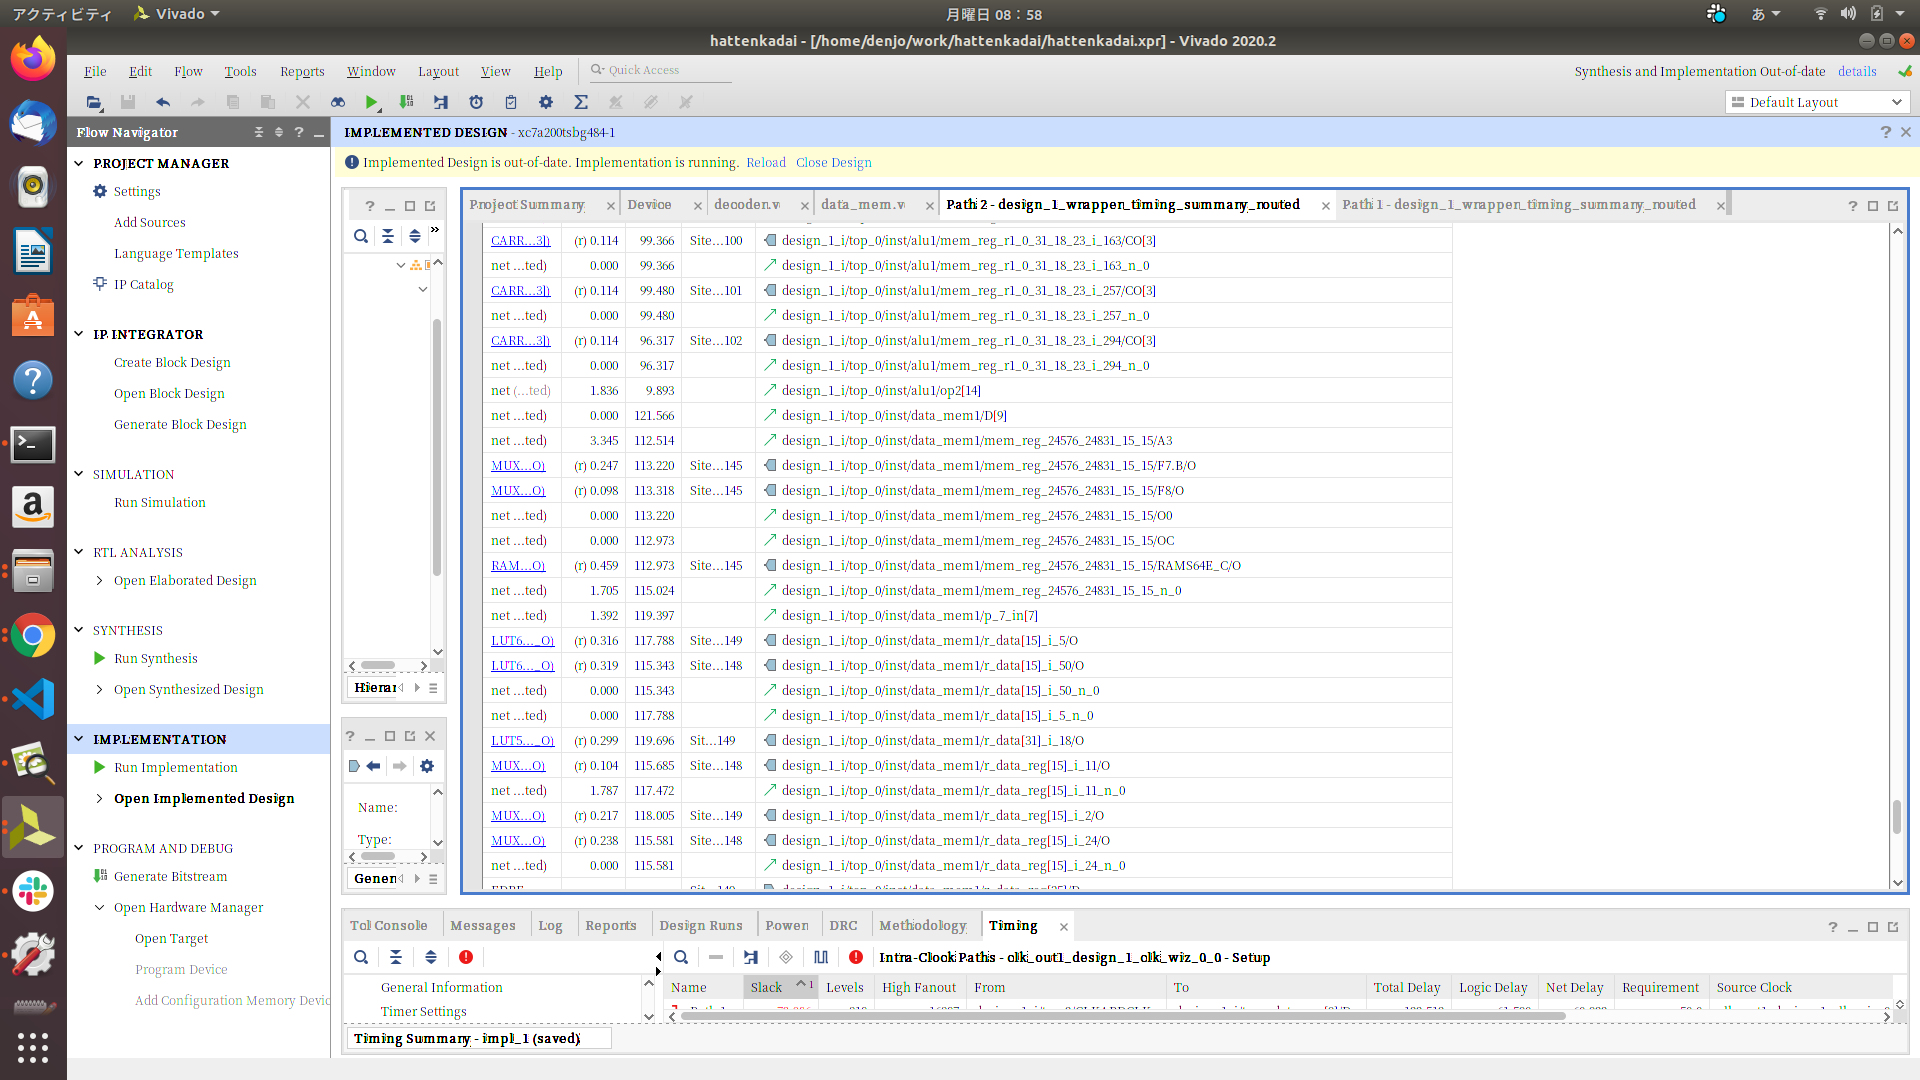 アクティビティ Vivado 月曜日 08：58 あ
hattenkadai - [/home/denjo/work/hattenkadai/hattenkadai.xpr] - Vivado 2020.2
File Edit Flow Tools Reports Window Layout View Help Quick Access Synthesis and Implementation Out-of-date details
Default Layout
Flow Navigator
IMPLEMENTED DESIGN - xc7a200tsbg484-1
Implemented Design is out-of-date. Implementation is running. Reload Close Design
PROJECT MANAGER
Settings
Add Sources
Language Templates
IP Catalog
IP INTEGRATOR
Create Block Design
Open Block Design
Generate Block Design
SIMULATION
Run Simulation
RTL ANALYSIS
Open Elaborated Design
SYNTHESIS
Run Synthesis
Open Synthesized Design
IMPLEMENTATION
Run Implementation
Open Implemented Design
PROGRAM AND DEBUG
Generate Bitstream
Open Hardware Manager
Open Target
Program Device
Add Configuration Memory Devic
Hierar
Name:
Type:
Gener
Project Summary Device decoder.v data_mem.v Path 2 - design_1_wrapper_timing_summary_routed Path 1 - design_1_wrapper_timing_summary_routed
CARR...3]) (r) 0.114 99.366 Site...100 design_1_i/top_0/inst/alu1/mem_reg_r1_0_31_18_23_i_163/CO[3]
net ...ted) 0.000 99.366 design_1_i/top_0/inst/alu1/mem_reg_r1_0_31_18_23_i_163_n_0
CARR...3]) (r) 0.114 99.480 Site...101 design_1_i/top_0/inst/alu1/mem_reg_r1_0_31_18_23_i_257/CO[3]
net ...ted) 0.000 99.480 design_1_i/top_0/inst/alu1/mem_reg_r1_0_31_18_23_i_257_n_0
CARR...3]) (r) 0.114 96.317 Site...102 design_1_i/top_0/inst/alu1/mem_reg_r1_0_31_18_23_i_294/CO[3]
net ...ted) 0.000 96.317 design_1_i/top_0/inst/alu1/mem_reg_r1_0_31_18_23_i_294_n_0
net (...ted) 1.836 9.893 design_1_i/top_0/inst/alu1/op2[14]
net ...ted) 0.000 121.566 design_1_i/top_0/inst/data_mem1/D[9]
net ...ted) 3.345 112.514 design_1_i/top_0/inst/data_mem1/mem_reg_24576_24831_15_15/A3
MUX...O) (r) 0.247 113.220 Site...145 design_1_i/top_0/inst/data_mem1/mem_reg_24576_24831_15_15/F7.B/O
MUX...O) (r) 0.098 113.318 Site...145 design_1_i/top_0/inst/data_mem1/mem_reg_24576_24831_15_15/F8/O
net ...ted) 0.000 113.220 design_1_i/top_0/inst/data_mem1/mem_reg_24576_24831_15_15/O0
net ...ted) 0.000 112.973 design_1_i/top_0/inst/data_mem1/mem_reg_24576_24831_15_15/OC
RAM...O) (r) 0.459 112.973 Site...145 design_1_i/top_0/inst/data_mem1/mem_reg_24576_24831_15_15/RAMS64E_C/O
net ...ted) 1.705 115.024 design_1_i/top_0/inst/data_mem1/mem_reg_24576_24831_15_15_n_0
net ...ted) 1.392 119.397 design_1_i/top_0/inst/data_mem1/p_7_in[7]
LUT6..._O) (r) 0.316 117.788 Site...149 design_1_i/top_0/inst/data_mem1/r_data[15]_i_5/O
LUT6..._O) (r) 0.319 115.343 Site...148 design_1_i/top_0/inst/data_mem1/r_data[15]_i_50/O
net ...ted) 0.000 115.343 design_1_i/top_0/inst/data_mem1/r_data[15]_i_50_n_0
net ...ted) 0.000 117.788 design_1_i/top_0/inst/data_mem1/r_data[15]_i_5_n_0
LUT5..._O) (r) 0.299 119.696 Sit...149 design_1_i/top_0/inst/data_mem1/r_data[31]_i_18/O
MUX...O) (r) 0.104 115.685 Site...148 design_1_i/top_0/inst/data_mem1/r_data_reg[15]_i_11/O
net ...ted) 1.787 117.472 design_1_i/top_0/inst/data_mem1/r_data_reg[15]_i_11_n_0
MUX...O) (r) 0.217 118.005 Site...149 design_1_i/top_0/inst/data_mem1/r_data_reg[15]_i_2/O
MUX...O) (r) 0.238 115.581 Site...148 design_1_i/top_0/inst/data_mem1/r_data_reg[15]_i_24/O
net ...ted) 0.000 115.581 design_1_i/top_0/inst/data_mem1/r_data_reg[15]_i_24_n_0
Tcl Console Messages Log Reports Design Runs Power DRC Methodology Timing
Intra-Clock Paths - clk_out1_design_1_clk_wiz_0_0 - Setup
General Information
Timer Settings
Name Slack 1 Levels High Fanout From To Total Delay Logic Delay Net Delay Requirement Source Clock
Timing Summary - impl_1 (saved)